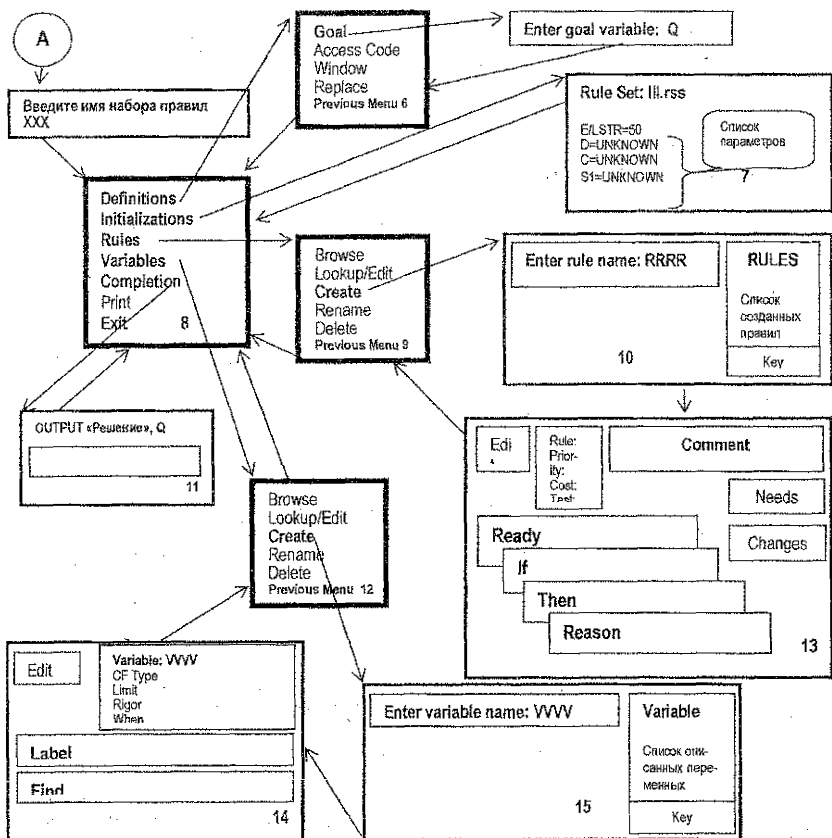 A
Введите имя набора правил
XXX
Goal
Access Code
Window
Replace
Previous Menu 6
Enter goal variable: Q
Rule Set: III.rss
E/LSTR=50
D=UNKNOWN
C=UNKNOWN
S1=UNKNOWN
Список
параметров
7
Definitions
Initializations
Rules
Variables
Completion
Print
Exit 8
Browse
Lookup/Edit
Create
Rename
Delete
Previous Menu 9
Enter rule name: RRRR
RULES
Список
созданных
правил
Key
10
OUTPUT «Решение», Q
11
Browse
Lookup/Edit
Create
Rename
Delete
Previous Menu 12
Edi
Rule:
Prior-
ity:
Cost:
Test:
Comment
Needs
Changes
Ready
If
Then
Reason
13
Edit
Variable: VVVV
CF Type
Limit
Rigor
When
Label
Find
14
Enter variable name: VVVV
Variable
Список опи-
санных пере-
менных
Key
15